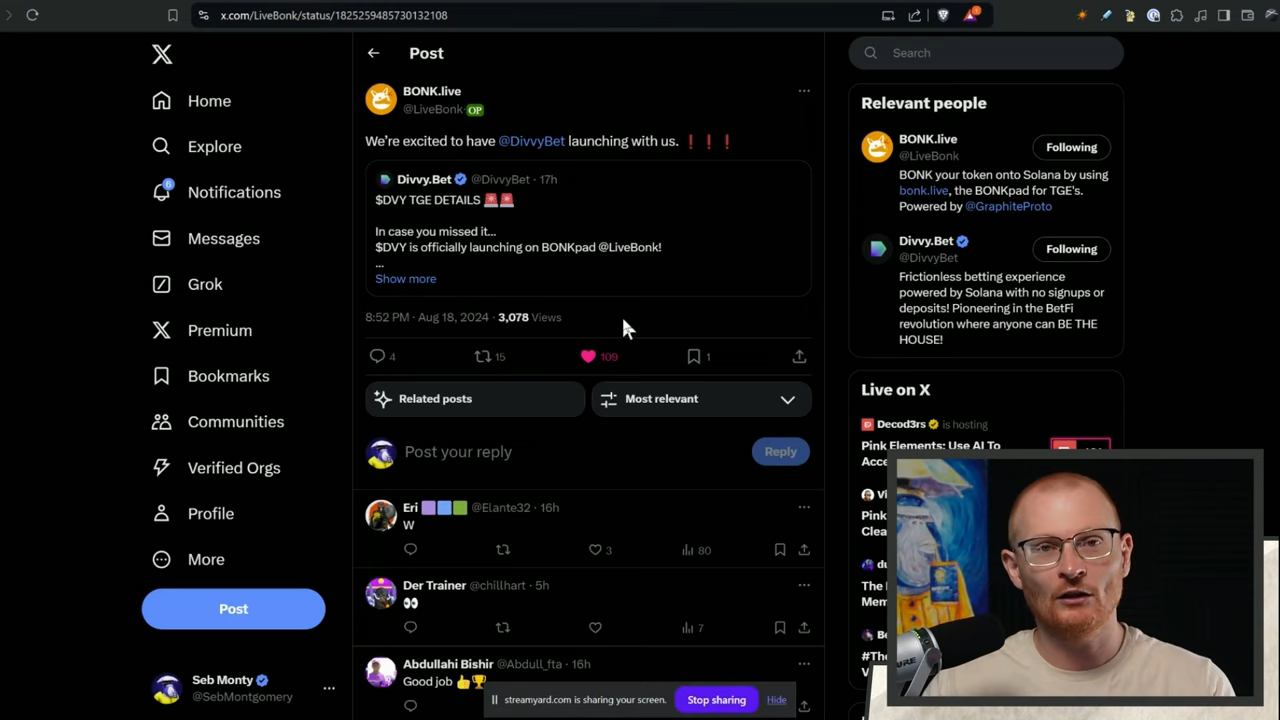 x.com/LiveBonk/status/1825259485730132108
Post
Search
Home
Explore
6
Notifications
Messages
Grok
Premium
Bookmarks
Communities
Verified Orgs
Profile
More
Post
Seb Monty
@SebMontgomery
BONK.live
@LiveBonk OP
We're excited to have @DivvyBet launching with us. ❗❗❗
Divvy.Bet @DivvyBet · 17h
$DVY TGE DETAILS 🚨🚨
In case you missed it...
$DVY is officially launching on BONKpad @LiveBonk!
...
Show more
8:52 PM · Aug 18, 2024 · 3,078 Views
4 15 109 1
Related posts
Most relevant
Post your reply
Reply
Eri 🟪🟦🟩 @Elante32 · 16h
W
3 80
Der Trainer @chillhart · 5h
👀
7
Abdullahi Bishir @Abdull_fta · 16h
Good job 👍🏆
streamyard.com is sharing your screen.
Stop sharing
Hide
Relevant people
BONK.live
@LiveBonk
Following
BONK your token onto Solana by using
bonk.live, the BONKpad for TGE's.
Powered by @GraphiteProto
Divvy.Bet
@DivvyBet
Following
Frictionless betting experience
powered by Solana with no signups or
deposits! Pioneering in the BetFi
revolution where anyone can BE THE
HOUSE!
Live on X
Decod3rs is hosting
Pink Elements: Use AI To